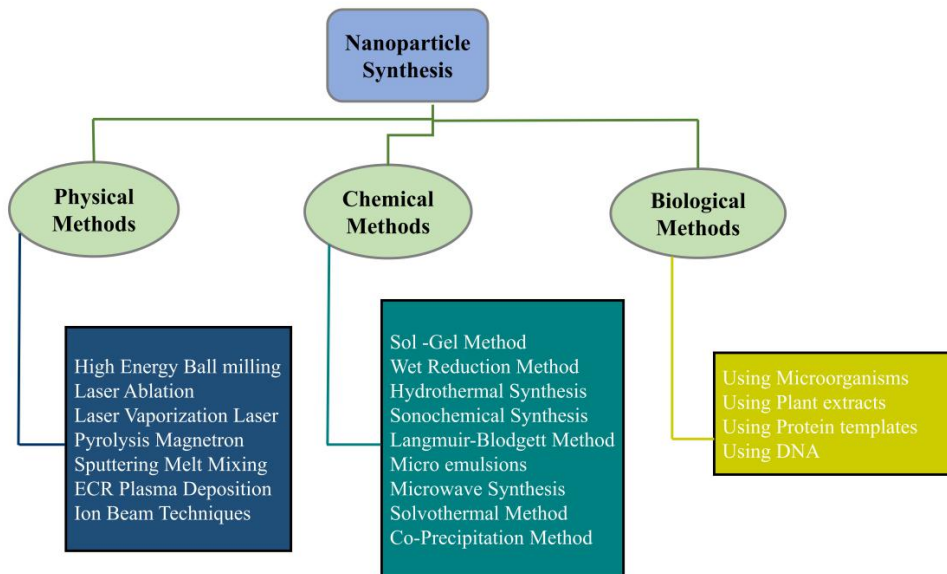 Nanoparticle
Synthesis
Physical
Methods
Chemical
Methods
Biological
Methods
High Energy Ball milling
Laser Ablation
Laser Vaporization Laser
Pyrolysis Magnetron
Sputtering Melt Mixing
ECR Plasma Deposition
Ion Beam Techniques
Sol -Gel Method
Wet Reduction Method
Hydrothermal Synthesis
Sonochemical Synthesis
Langmuir-Blodgett Method
Micro emulsions
Microwave Synthesis
Solvothermal Method
Co-Precipitation Method
Using Microorganisms
Using Plant extracts
Using Protein templates
Using DNA